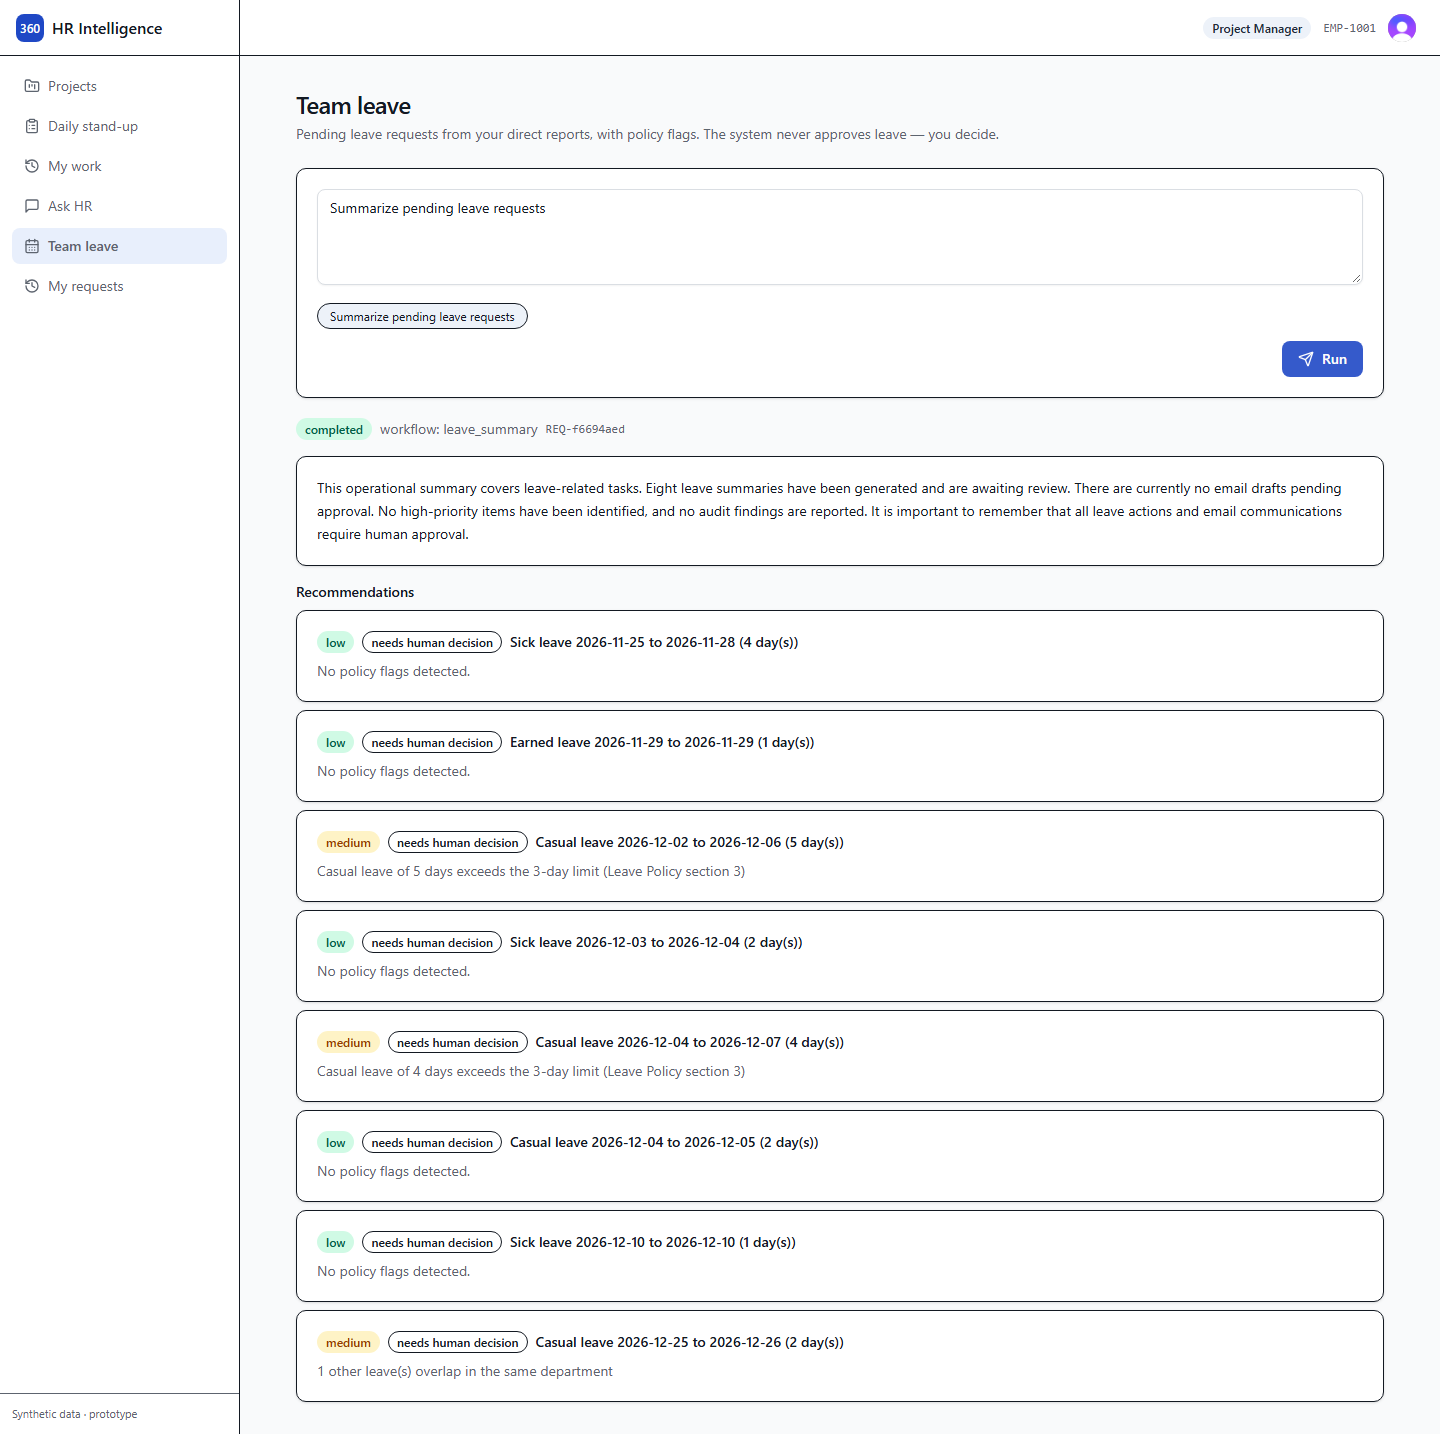 360 HR Intelligence
Project Manager EMP-1001
Projects
Daily stand-up
My work
Ask HR
Team leave
My requests
Team leave
Pending leave requests from your direct reports, with policy flags. The system never approves leave — you decide.
Summarize pending leave requests
Summarize pending leave requests
Run
completed workflow: leave_summary REQ-f6694aed
This operational summary covers leave-related tasks. Eight leave summaries have been generated and are awaiting review. There are currently no email drafts pending
approval. No high-priority items have been identified, and no audit findings are reported. It is important to remember that all leave actions and email communications
require human approval.
Recommendations
low needs human decision Sick leave 2026-11-25 to 2026-11-28 (4 day(s))
No policy flags detected.
low needs human decision Earned leave 2026-11-29 to 2026-11-29 (1 day(s))
No policy flags detected.
medium needs human decision Casual leave 2026-12-02 to 2026-12-06 (5 day(s))
Casual leave of 5 days exceeds the 3-day limit (Leave Policy section 3)
low needs human decision Sick leave 2026-12-03 to 2026-12-04 (2 day(s))
No policy flags detected.
medium needs human decision Casual leave 2026-12-04 to 2026-12-07 (4 day(s))
Casual leave of 4 days exceeds the 3-day limit (Leave Policy section 3)
low needs human decision Casual leave 2026-12-04 to 2026-12-05 (2 day(s))
No policy flags detected.
low needs human decision Sick leave 2026-12-10 to 2026-12-10 (1 day(s))
No policy flags detected.
medium needs human decision Casual leave 2026-12-25 to 2026-12-26 (2 day(s))
1 other leave(s) overlap in the same department
Synthetic data · prototype